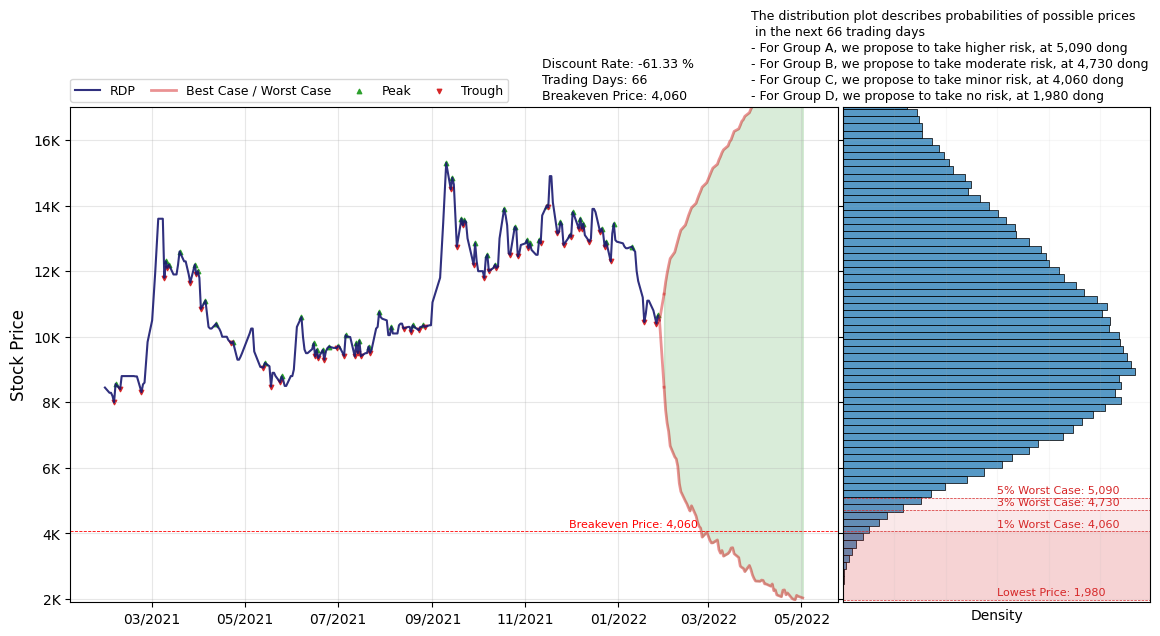 The distribution plot describes probabilities of possible prices
in the next 66 trading days
- For Group A, we propose to take higher risk, at 5,090 dong
- For Group B, we propose to take moderate risk, at 4,730 dong
- For Group C, we propose to take minor risk, at 4,060 dong
- For Group D, we propose to take no risk, at 1,980 dong
Discount Rate: -61.33 %
Trading Days: 66
Breakeven Price: 4,060
RDP Best Case / Worst Case Peak Trough
Stock Price
16K
14K
12K
10K
8K
6K
4K
2K
Breakeven Price: 4,060
5% Worst Case: 5,090
3% Worst Case: 4,730
1% Worst Case: 4,060
Lowest Price: 1,980
03/2021 05/2021 07/2021 09/2021 11/2021 01/2022 03/2022 05/2022
Density